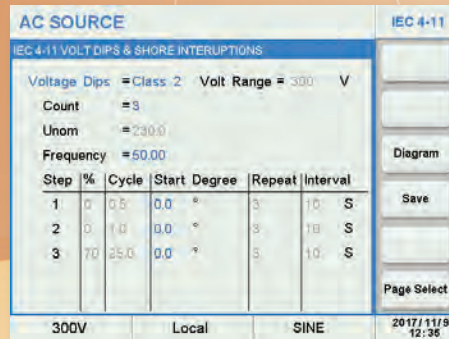 AC SOURCE
IEC 4-11
IEC 4-11 VOLT DIPS & SHORE INTERUPTIONS
Voltage Dips =Class 2 Volt Range = 300 V
Count =3
Unom =230.0
Frequency =50.00
Step % Cycle Start Degree Repeat Interval
1 0 0.5 0.0 ° 3 10 S
2 0 1.0 0.0 ° 3 10 S
3 70 25.0 0.0 ° 3 10 S
Diagram
Save
Page Select
300V Local SINE
2017/11/9
12:35